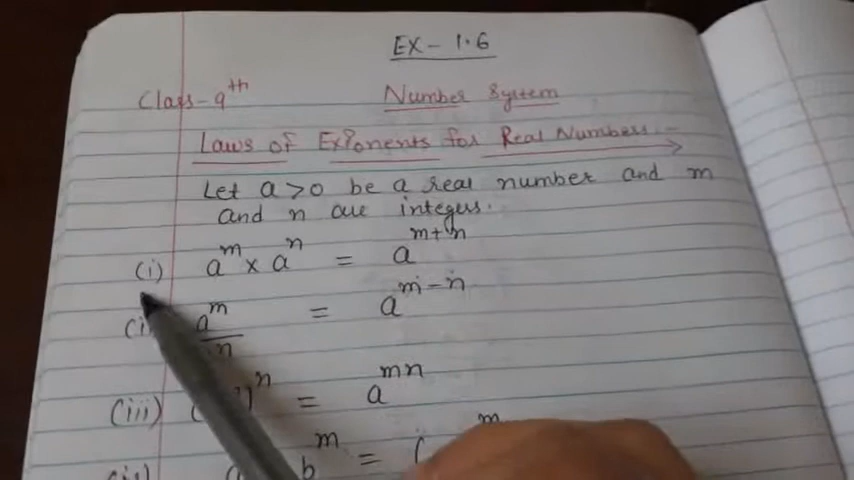 Ex - 1.6
Class - 9th Number System
Laws of Exponents for Real Numbers -
Let a>0 be a real number and m
and n are integers.
(i) a^m × a^n = a^(m+n)
a^m = a^(m-n)
n
(iii) )^n = a^(mn)
b^m = ( m